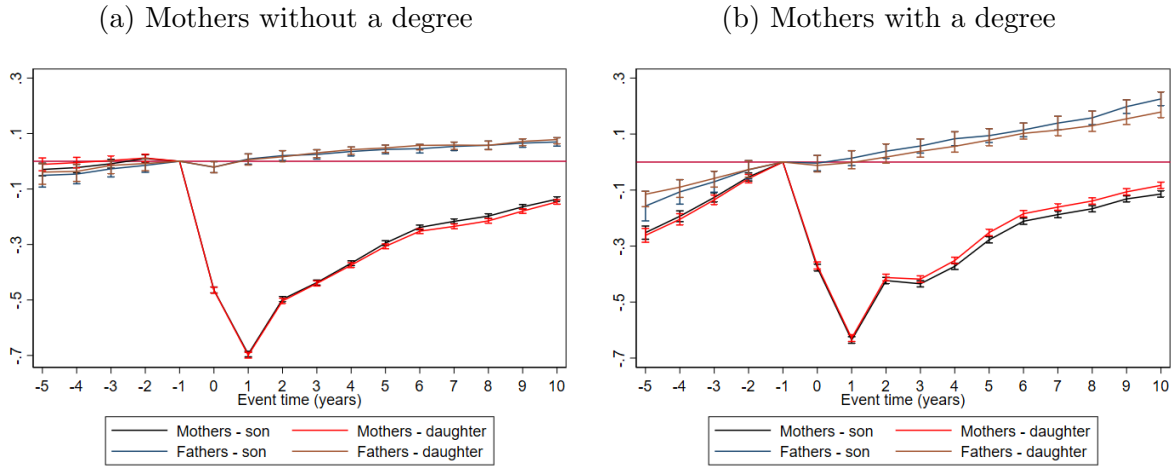 (a) Mothers without a degree
.3
.1
-.1
-.3
-.5
-.7
-5 -4 -3 -2 -1 0 1 2 3 4 5 6 7 8 9 10
Event time (years)
Mothers - son Mothers - daughter
Fathers - son Fathers - daughter
(b) Mothers with a degree
.3
.1
-.1
-.3
-.5
-.7
-5 -4 -3 -2 -1 0 1 2 3 4 5 6 7 8 9 10
Event time (years)
Mothers - son Mothers - daughter
Fathers - son Fathers - daughter